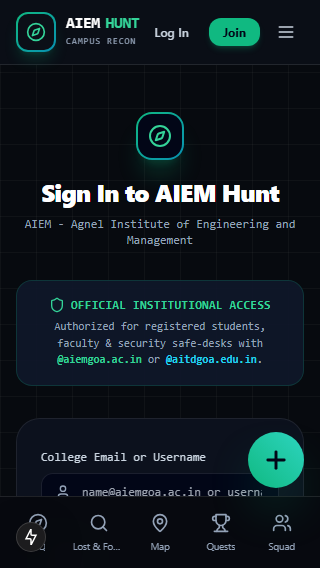 AIEM HUNT
CAMPUS RECON
Log In
Join
Sign In to AIEM Hunt
AIEM - Agnel Institute of Engineering and
Management
OFFICIAL INSTITUTIONAL ACCESS
Authorized for registered students,
faculty & security safe-desks with
@aiemgoa.ac.in or @aitdgoa.edu.in.
College Email or Username
name@aiemgoa.ac.in or usern
Lost & Fo...
Map
Quests
Squad